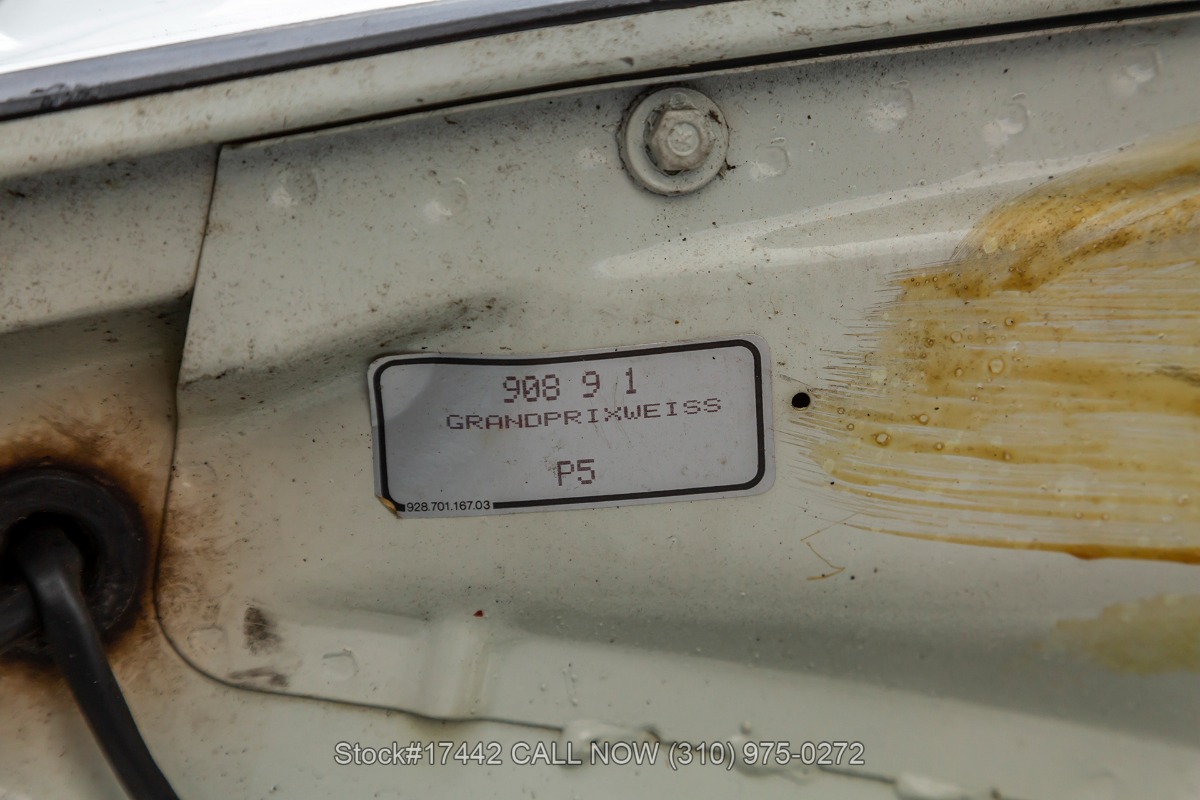 908 9 1
GRANDPRIXWEISS
P5
928.701.167.03
Stock#17442 CALL NOW (310) 975-0272